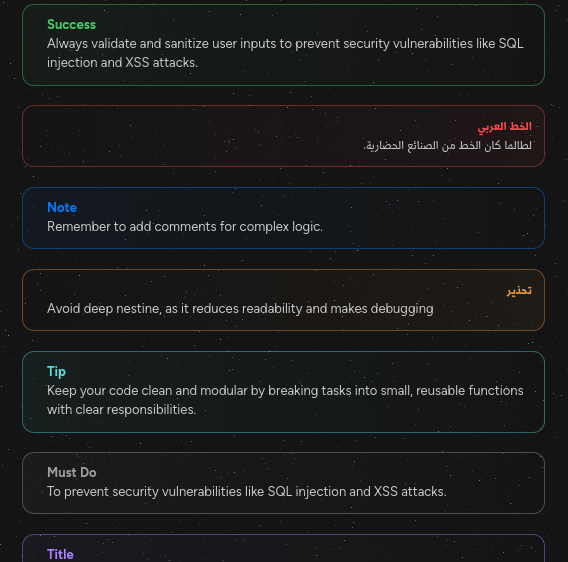 Success
Always validate and sanitize user inputs to prevent security vulnerabilities like SQL
injection and XSS attacks.
الخط العربي
لطالما كان الخط من الصنائع الحضارية.
Note
Remember to add comments for complex logic.
تحذير
Avoid deep nestine, as it reduces readability and makes debugging
Tip
Keep your code clean and modular by breaking tasks into small, reusable functions
with clear responsibilities.
Must Do
To prevent security vulnerabilities like SQL injection and XSS attacks.
Title